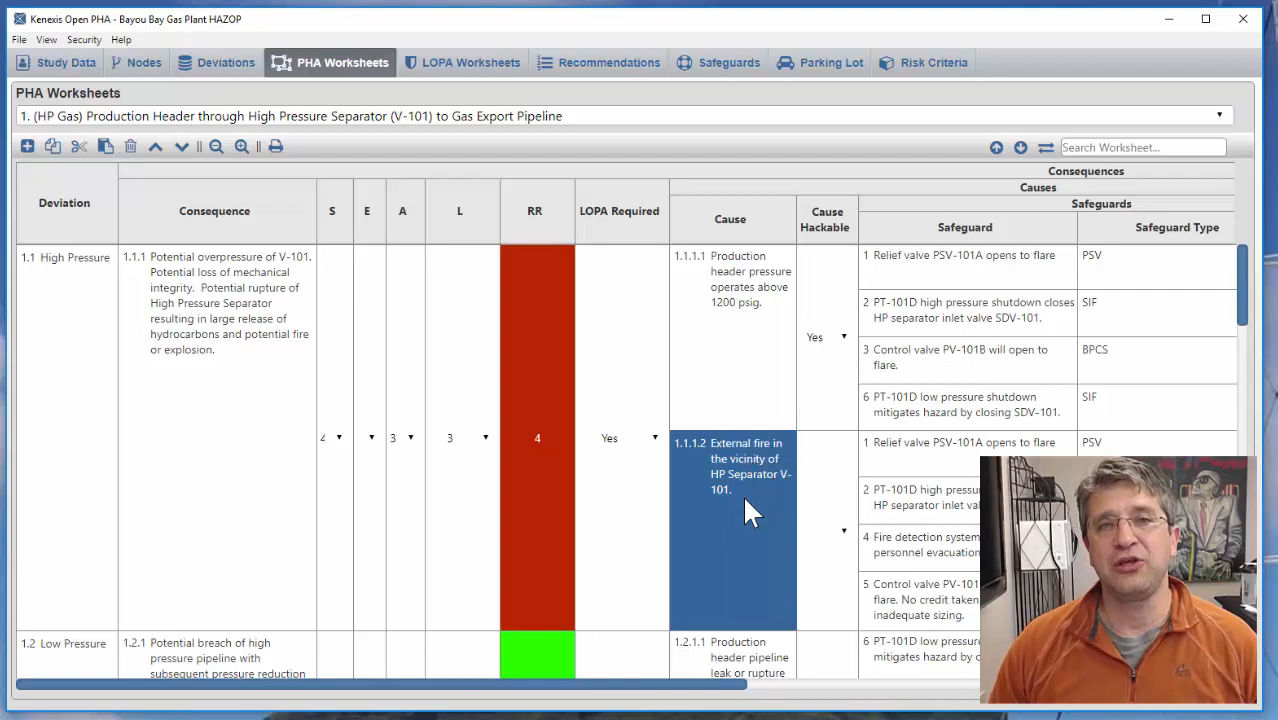 Kenexis Open PHA - Bayou Bay Gas Plant HAZOP
File View Security Help
Study Data Nodes Deviations PHA Worksheets LOPA Worksheets Recommendations Safeguards Parking Lot Risk Criteria
PHA Worksheets
1. (HP Gas) Production Header through High Pressure Separator (V-101) to Gas Export Pipeline
Search Worksheet...
Consequences
Causes
Safeguards
Deviation
Consequence
S
E
A
L
RR
LOPA Required
Cause
Cause
Hackable
Safeguard
Safeguard Type
1.1 High Pressure
1.1.1 Potential overpressure of V-101.
Potential loss of mechanical
integrity. Potential rupture of
High Pressure Separator
resulting in large release of
hydrocarbons and potential fire
or explosion.
4
3
3
4
Yes
1.1.1.1 Production
header pressure
operates above
1200 psig.
Yes
1 Relief valve PSV-101A opens to flare
PSV
2 PT-101D high pressure shutdown closes
HP separator inlet valve SDV-101.
SIF
3 Control valve PV-101B will open to
flare.
BPCS
6 PT-101D low pressure shutdown
mitigates hazard by closing SDV-101.
SIF
1.1.1.2 External fire in
the vicinity of
HP Separator V-
101.
1 Relief valve PSV-101A opens to flare
PSV
2 PT-101D high pressu
HP separator inlet val
4 Fire detection system
personnel evacuation
5 Control valve PV-101
flare. No credit taken
inadequate sizing.
1.2 Low Pressure
1.2.1 Potential breach of high
pressure pipeline with
subsequent pressure reduction
1.2.1.1 Production
header pipeline
leak or rupture
6 PT-101D low pressure
mitigates hazard by c